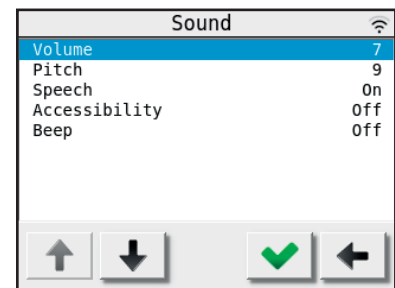 Sound
Volume 7
Pitch 9
Speech On
Accessibility Off
Beep Off